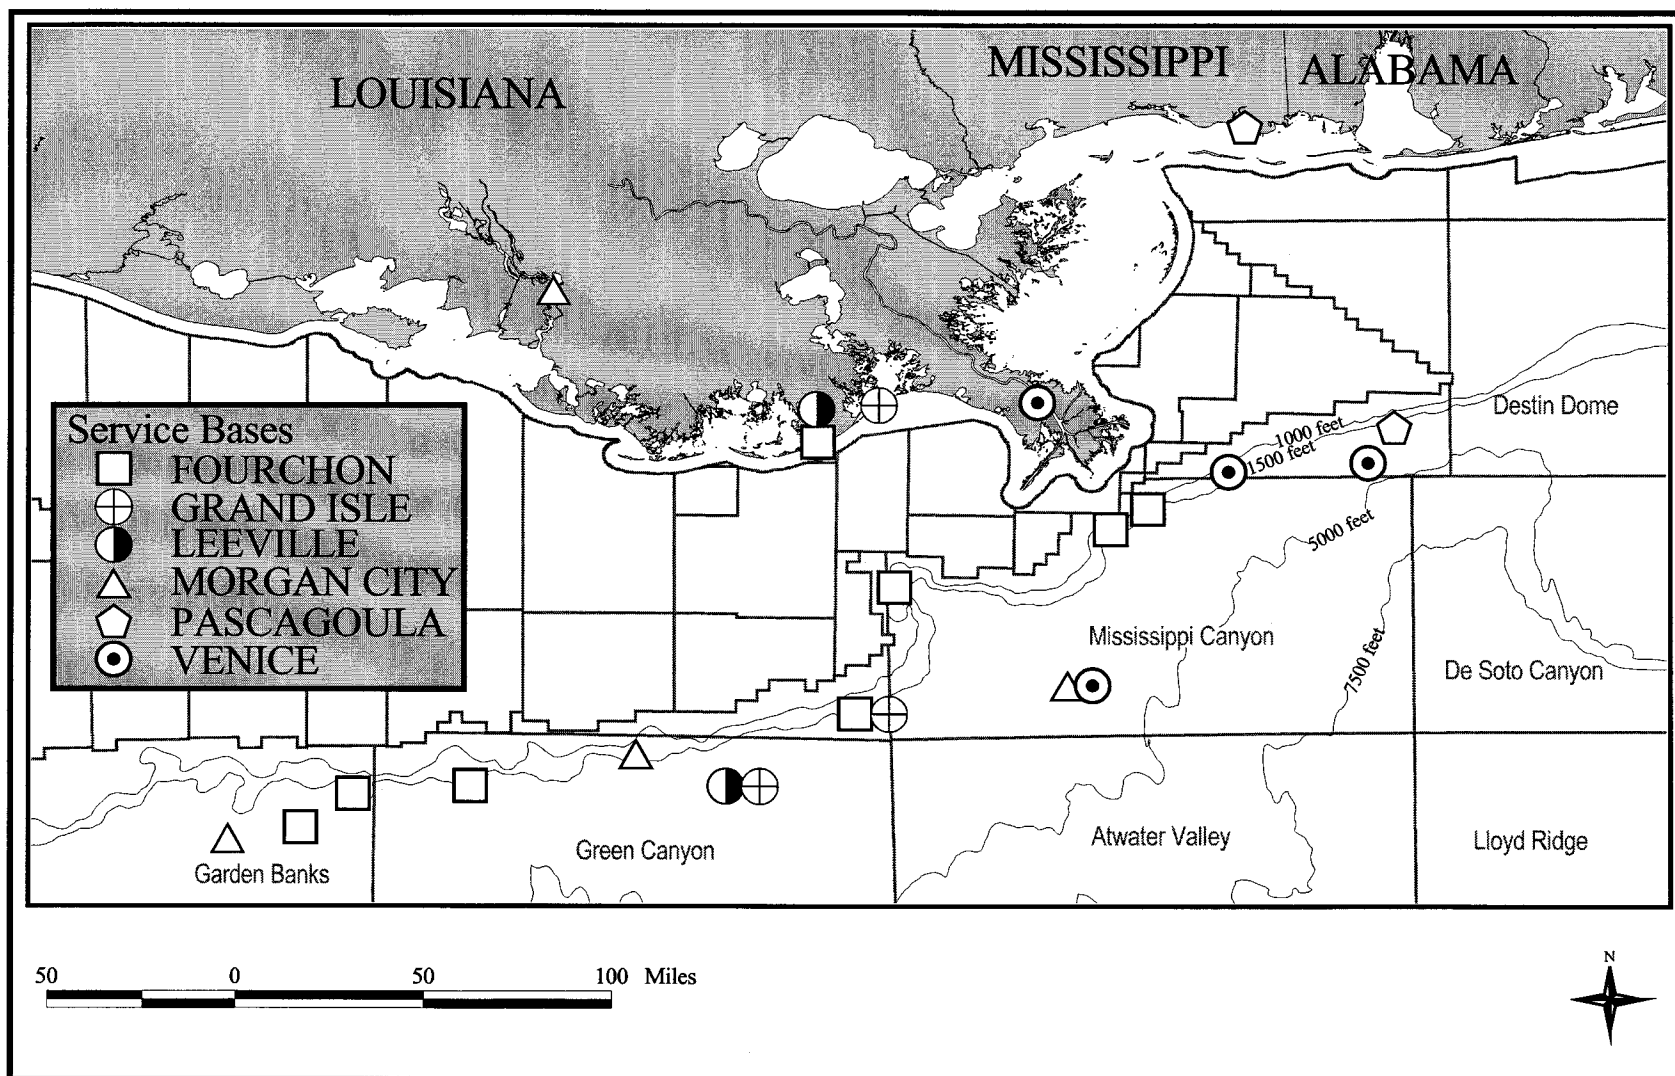 LOUISIANA
MISSISSIPPI
ALABAMA
Service Bases
FOURCHON
GRAND ISLE
LEEVILLE
MORGAN CITY
PASCAGOULA
VENICE
Destin Dome
1000 feet
1500 feet
5000 feet
7500 feet
Mississippi Canyon
De Soto Canyon
Green Canyon
Atwater Valley
Lloyd Ridge
Garden Banks
50 0 50 100 Miles
N